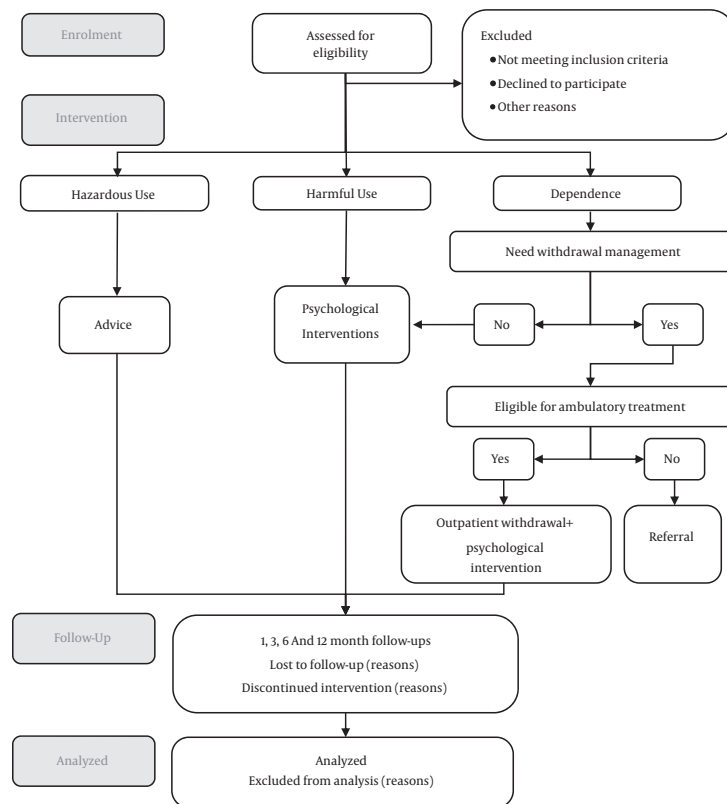 Enrolment
Assessed for
eligibility
Excluded
● Not meeting inclusion criteria
● Declined to participate
● Other reasons
Intervention
Hazardous Use
Harmful Use
Dependence
Need withdrawal management
Advice
Psychological
Interventions
No
Yes
Eligible for ambulatory treatment
Yes
No
Outpatient withdrawal+
psychological
intervention
Referral
Follow-Up
1, 3, 6 And 12 month follow-ups
Lost to follow-up (reasons)
Discontinued intervention (reasons)
Analyzed
Analyzed
Excluded from analysis (reasons)